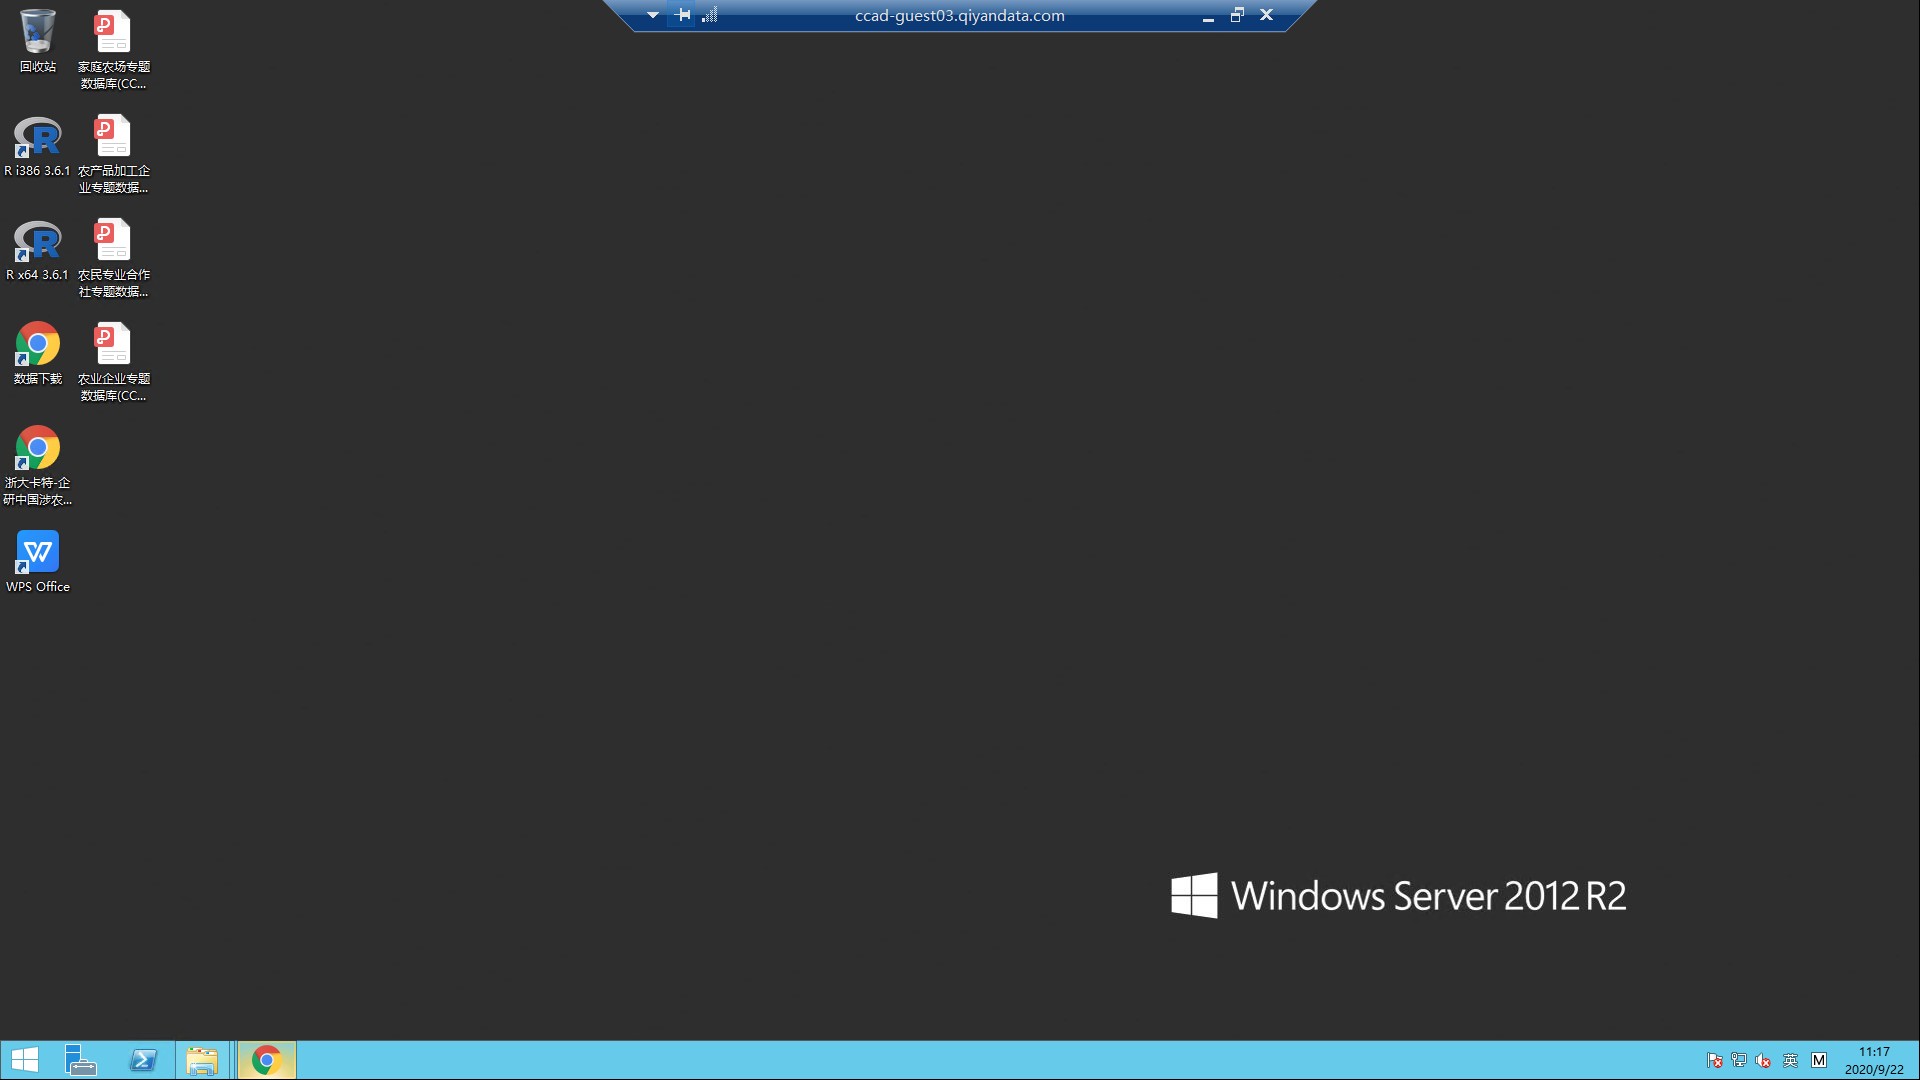 ccad-guest03.qiyandata.com
回收站
家庭农场专题
数据库(CC...
R i386 3.6.1
农产品加工企
业专题数据...
R x64 3.6.1
农民专业合作
社专题数据...
数据下载
农业企业专题
数据库(CC...
浙大卡特-企
研中国涉农...
WPS Office
Windows Server 2012 R2
英
M
11:17
2020/9/22